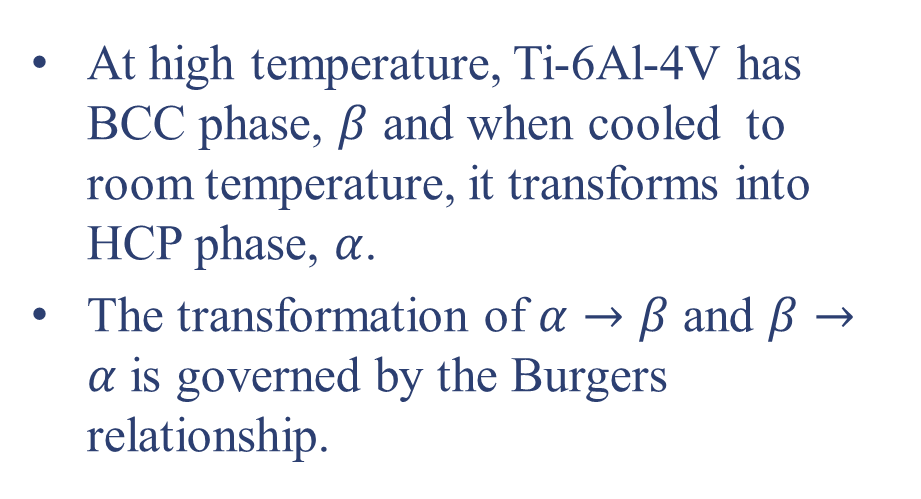 • At high temperature, Ti-6Al-4V has
BCC phase, 𝛽 and when cooled  to
room temperature, it transforms into
HCP phase, 𝛼.
• The transformation of 𝛼 → 𝛽 and 𝛽 →
𝛼 is governed by the Burgers
relationship.